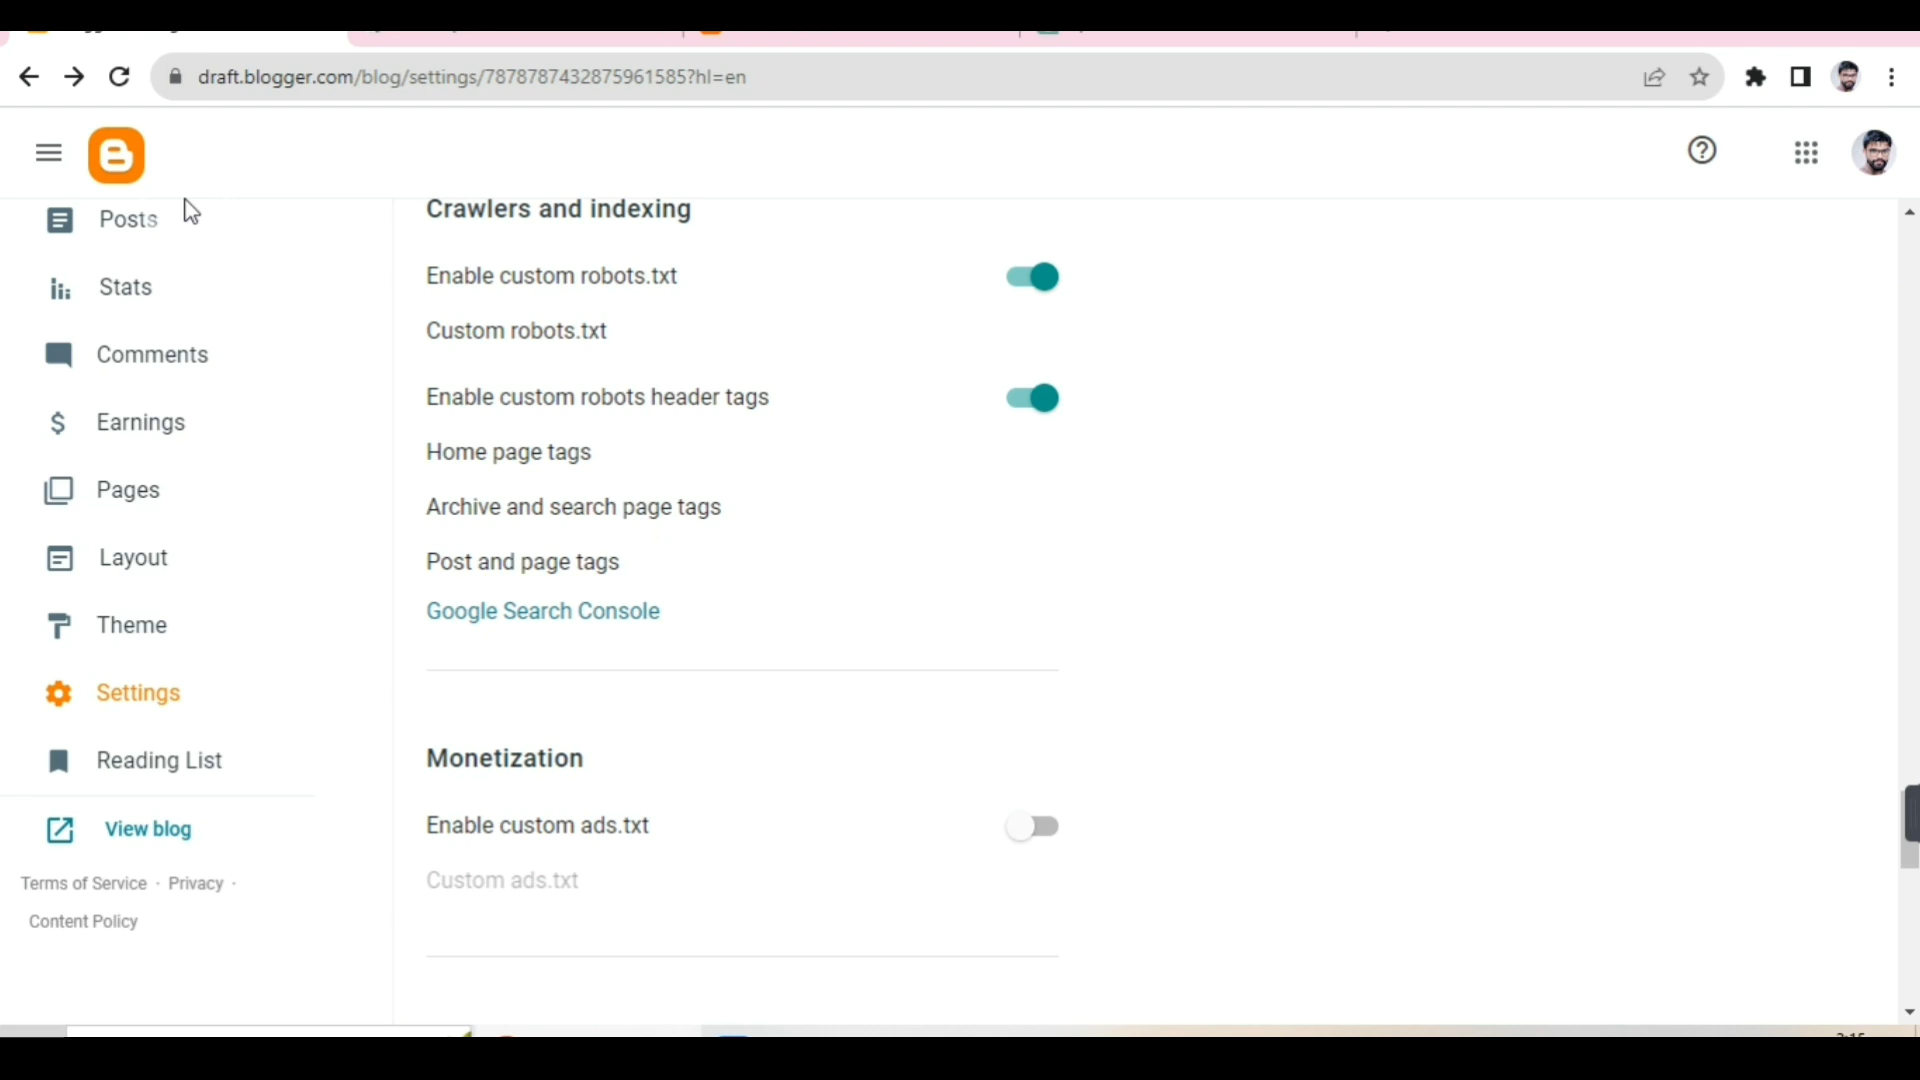 draft.blogger.com/blog/settings/7878787432875961585?hl=en
Posts
Stats
Comments
Earnings
Pages
Layout
Theme
Settings
Reading List
View blog
Terms of Service · Privacy ·
Content Policy
Crawlers and indexing
Enable custom robots.txt
Custom robots.txt
Enable custom robots header tags
Home page tags
Archive and search page tags
Post and page tags
Google Search Console
Monetization
Enable custom ads.txt
Custom ads.txt